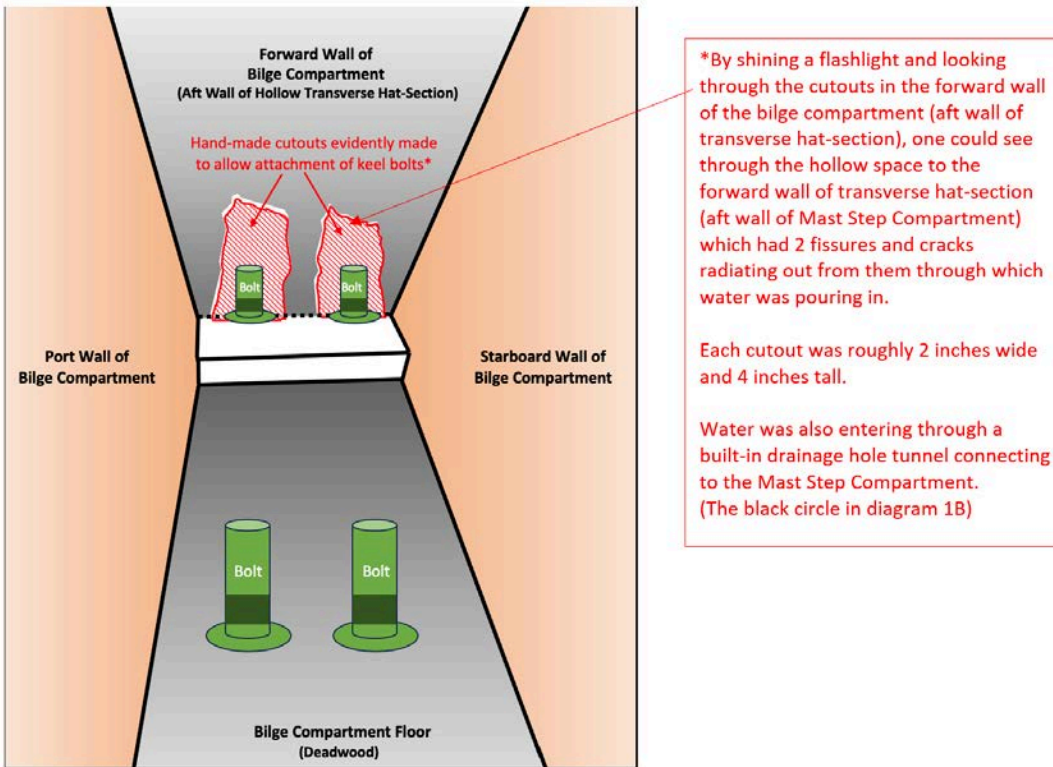 Forward Wall of
Bilge Compartment
(Aft Wall of Hollow Transverse Hat-Section)
Hand-made cutouts evidently made
to allow attachment of keel bolts*
Bolt
Bolt
Port Wall of
Bilge Compartment
Starboard Wall of
Bilge Compartment
Bolt
Bolt
Bilge Compartment Floor
(Deadwood)
*By shining a flashlight and looking
through the cutouts in the forward wall
of the bilge compartment (aft wall of
transverse hat-section), one could see
through the hollow space to the
forward wall of transverse hat-section
(aft wall of Mast Step Compartment)
which had 2 fissures and cracks
radiating out from them through which
water was pouring in.
Each cutout was roughly 2 inches wide
and 4 inches tall.
Water was also entering through a
built-in drainage hole tunnel connecting
to the Mast Step Compartment.
(The black circle in diagram 1B)